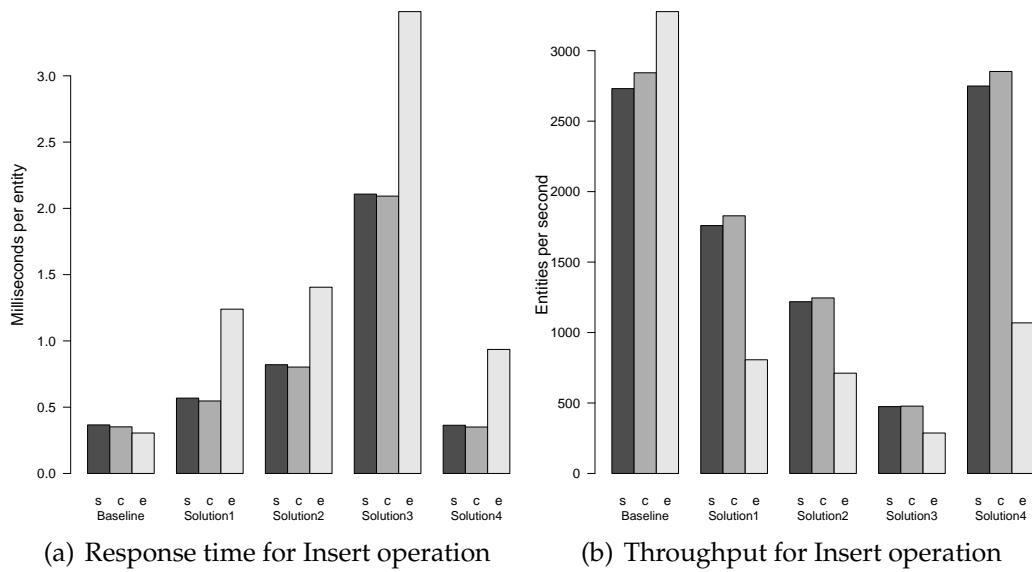 Milliseconds per entity
3.0
2.5
2.0
1.5
1.0
0.5
0.0
s c e s c e s c e s c e s c e
Baseline Solution1 Solution2 Solution3 Solution4
(a) Response time for Insert operation
Entities per second
3000
2500
2000
1500
1000
500
0
s c e s c e s c e s c e s c e
Baseline Solution1 Solution2 Solution3 Solution4
(b) Throughput for Insert operation